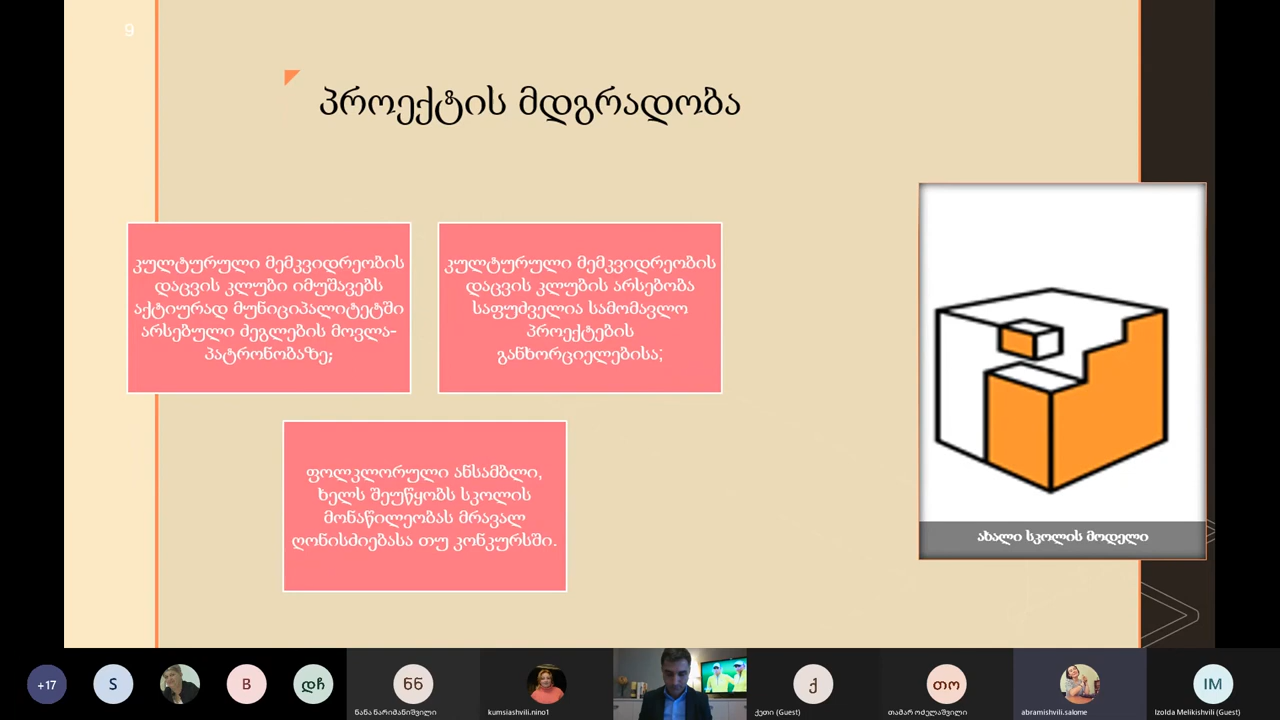 9
პროექტის მდგრადობა
კულტურული მემკვიდრეობის
დაცვის კლუბი იმუშავებს
აქტიურად მუნიციპალიტეტში
არსებული ძეგლების მოვლა-
პატრონობაზე;
კულტურული მემკვიდრეობის
დაცვის კლუბის არსებობა
საფუძველია სამომავლო
პროექტების
განხორციელებისა;
ფოლკლორული ანსამბლი,
ხელს შეუწყობს სკოლის
მონაწილეობას მრავალ
ღონისძიებასა თუ კონკურსში.
ახალი სკოლის მოდელი
+17
S
B
დჩ
ნნ
ქ
თო
IM
ნანა ნარიმანიშვილი
kumsiashvili.nino1
ქეთი (Guest)
თამარ ოძელაშვილი
abramishvili.salome
Izolda Melikishvili (Guest)